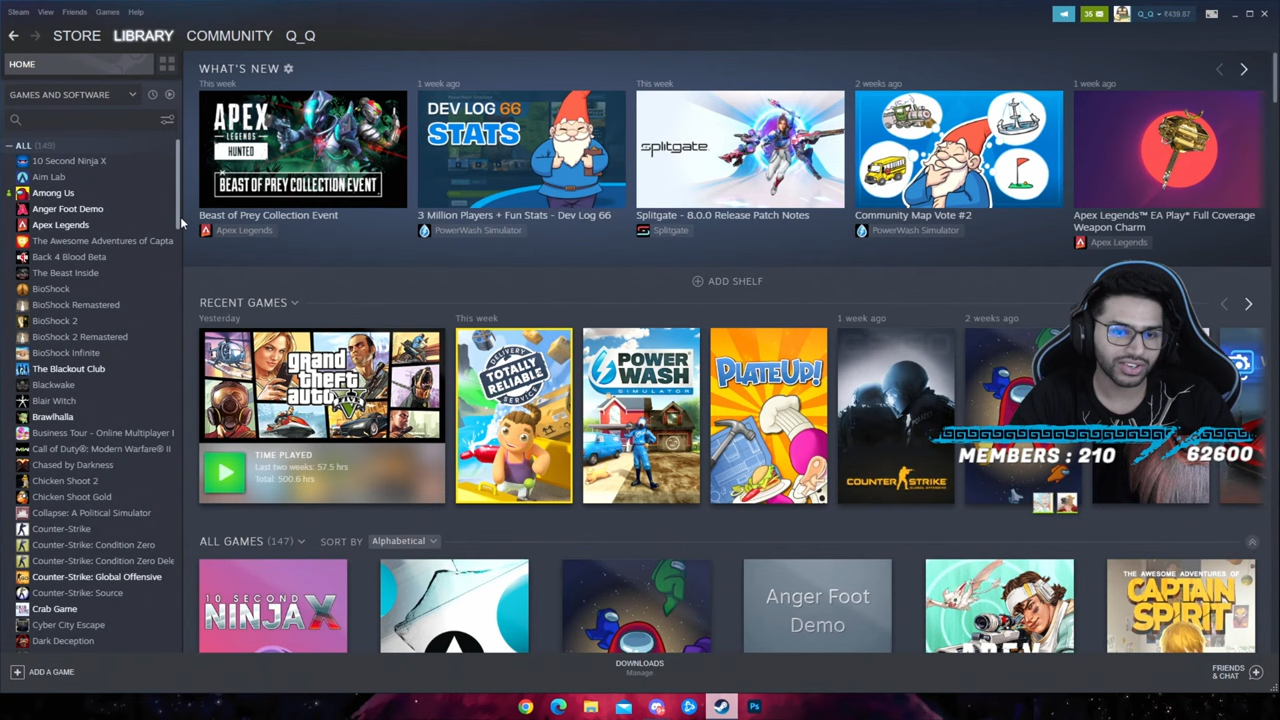 Steam View Friends Games Help
35 Q_Q ₹439.87
STORE LIBRARY COMMUNITY Q_Q
HOME
GAMES AND SOFTWARE
ALL (149)
10 Second Ninja X
Aim Lab
Among Us
Anger Foot Demo
Apex Legends
The Awesome Adventures of Capta
Back 4 Blood Beta
The Beast Inside
BioShock
BioShock Remastered
BioShock 2
BioShock 2 Remastered
BioShock Infinite
The Blackout Club
Blackwake
Blair Witch
Brawlhalla
Business Tour - Online Multiplayer
Call of Duty®: Modern Warfare® II
Chased by Darkness
Chicken Shoot 2
Chicken Shoot Gold
Collapse: A Political Simulator
Counter-Strike
Counter-Strike: Condition Zero
Counter-Strike: Condition Zero Dele
Counter-Strike: Global Offensive
Counter-Strike: Source
Crab Game
Cyber City Escape
Dark Deception
ADD A GAME
WHAT'S NEW
This week
APEX
LEGENDS
HUNTED
BEAST OF PREY COLLECTION EVENT
Beast of Prey Collection Event
Apex Legends
1 week ago
DEV LOG 66
STATS
3 Million Players + Fun Stats - Dev Log 66
PowerWash Simulator
This week
SPLITGATE
Splitgate - 8.0.0 Release Patch Notes
Splitgate
2 weeks ago
Community Map Vote #2
PowerWash Simulator
1 week ago
Apex Legends™ EA Play* Full Coverage
Weapon Charm
Apex Legends
ADD SHELF
RECENT GAMES
Yesterday
grand
theft
auto
V
TIME PLAYED
Last two weeks: 57.5 hrs
Total: 500.6 hrs
This week
TOTALLY
RELIABLE
DELIVERY
SERVICE
POWER
WASH
SIMULATOR
PLATEUP!
1 week ago
COUNTER STRIKE
2 weeks ago
MEMBERS : 210
62600
ALL GAMES (147)
SORT BY Alphabetical
10 SECOND
NINJA X
Anger Foot
Demo
THE AWESOME ADVENTURES OF
CAPTAIN
SPIRIT
DOWNLOADS
Manage
FRIENDS
& CHAT
Ps